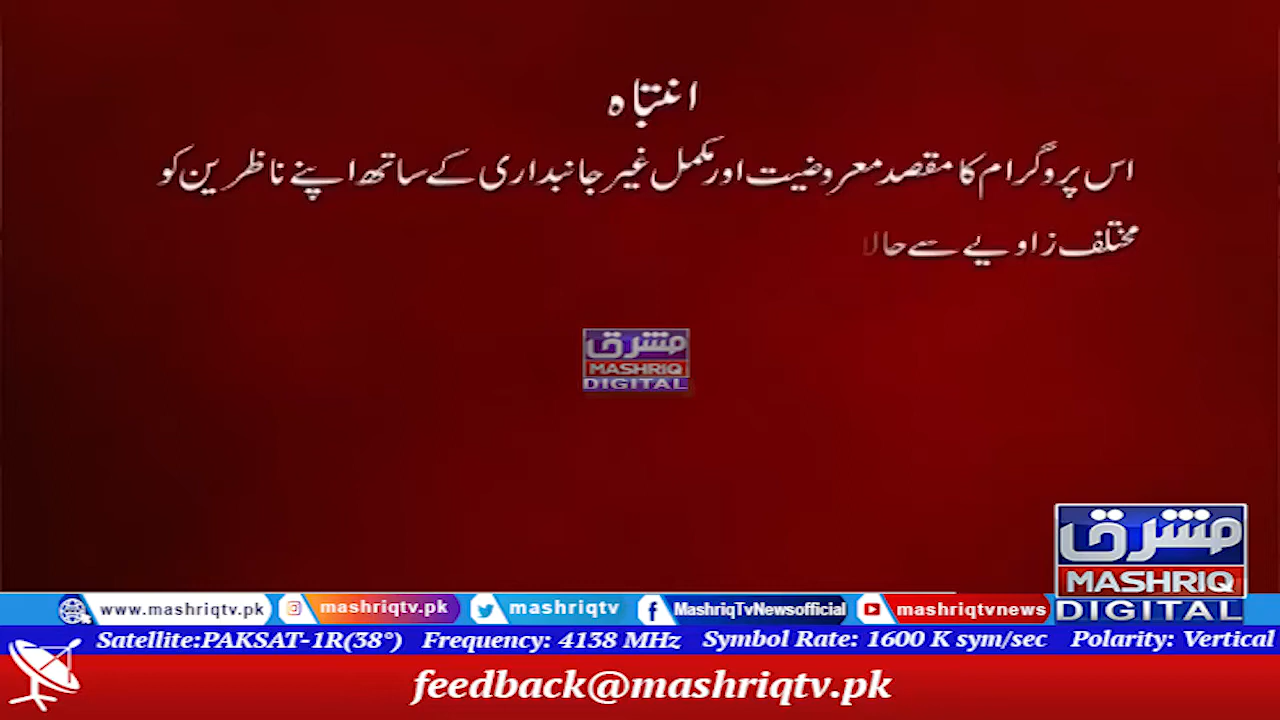 انتباہ
اس پروگرام کا مقصد معروضیت اور مکمل غیر جانبداری کے ساتھ اپنے ناظرین کو
مختلف زاویے سے حالا
مشرق
MASHRIQ
DIGITAL
مشرق
MASHRIQ
DIGITAL
www.mashriqtv.pk mashriqtv.pk mashriqtv MashriqTvNewsofficial mashriqtvnews
Satellite:PAKSAT-1R(38°) Frequency: 4138 MHz Symbol Rate: 1600 K sym/sec Polarity: Vertical
feedback@mashriqtv.pk